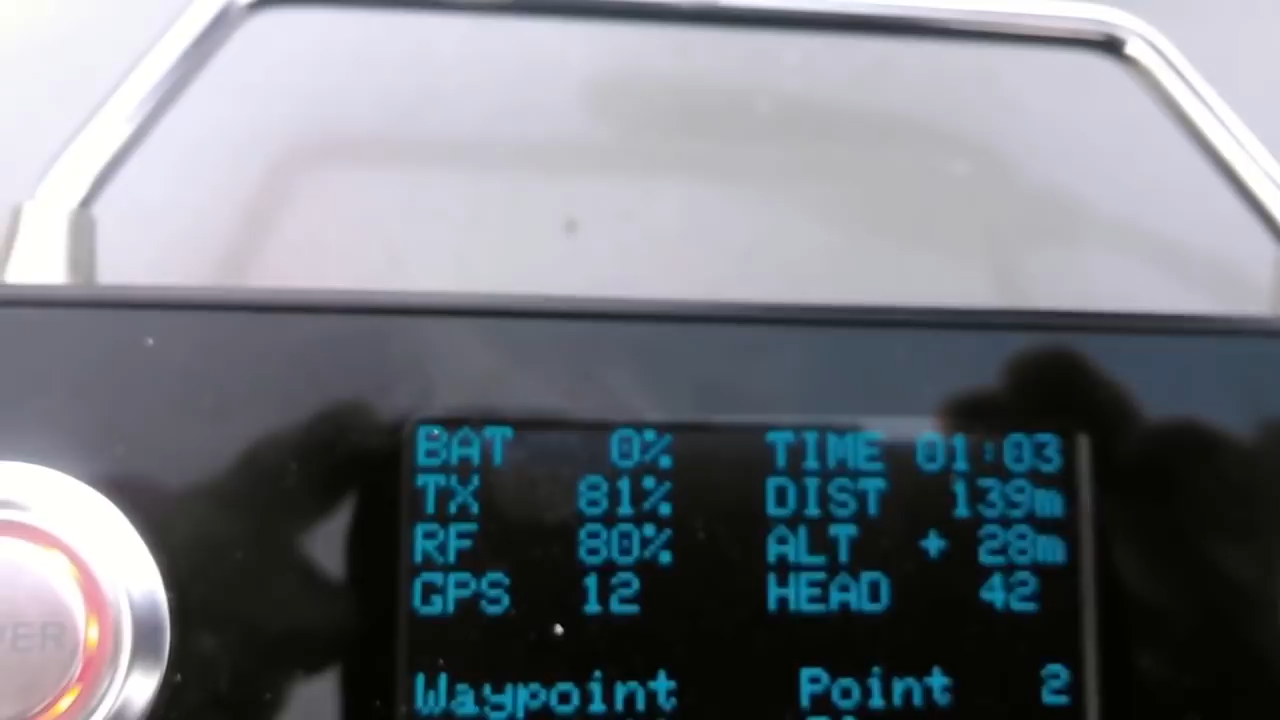 BAT 0% TIME 01:03
TX 81% DIST 139m
RF 80% ALT + 28m
GPS 12 HEAD 42
Waypoint Point 2